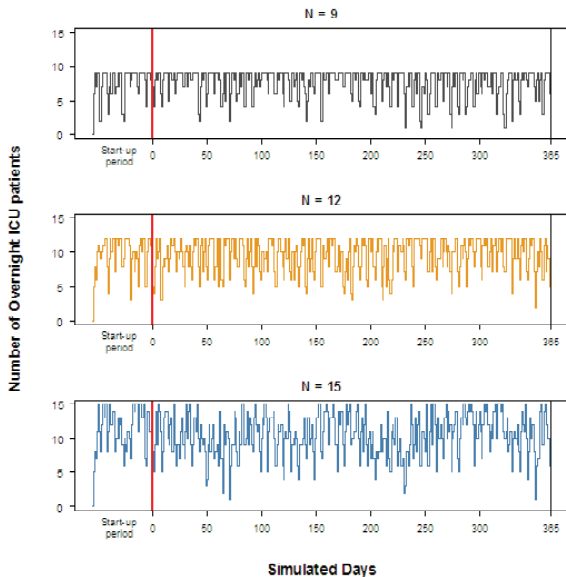 N = 9
15
10
5
0
Start-up
period
0 50 100 150 200 250 300 365
N = 12
15
10
5
0
Start-up
period
0 50 100 150 200 250 300 365
N = 15
15
10
5
0
Start-up
period
0 50 100 150 200 250 300 365
Number of Overnight ICU patients
Simulated Days